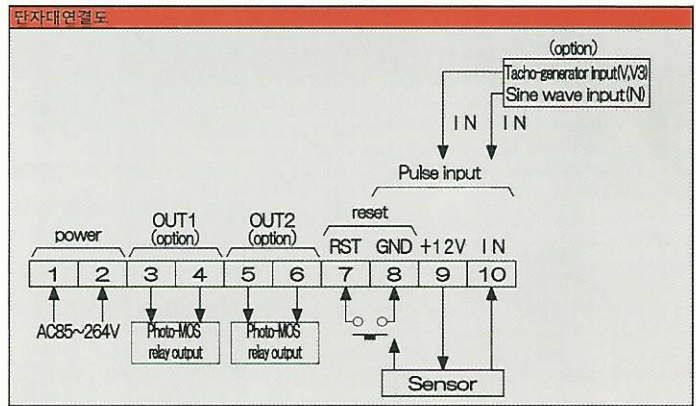 단자대연결도
(option)
Tacho-generator input(V,V3)
Sine wave input(N)
IN IN
Pulse input
reset
power OUT1 (option) OUT2 (option)
RST GND +12V IN
1 2 3 4 5 6 7 8 9 10
AC85~264V
Photo-MOS relay output
Photo-MOS relay output
Sensor